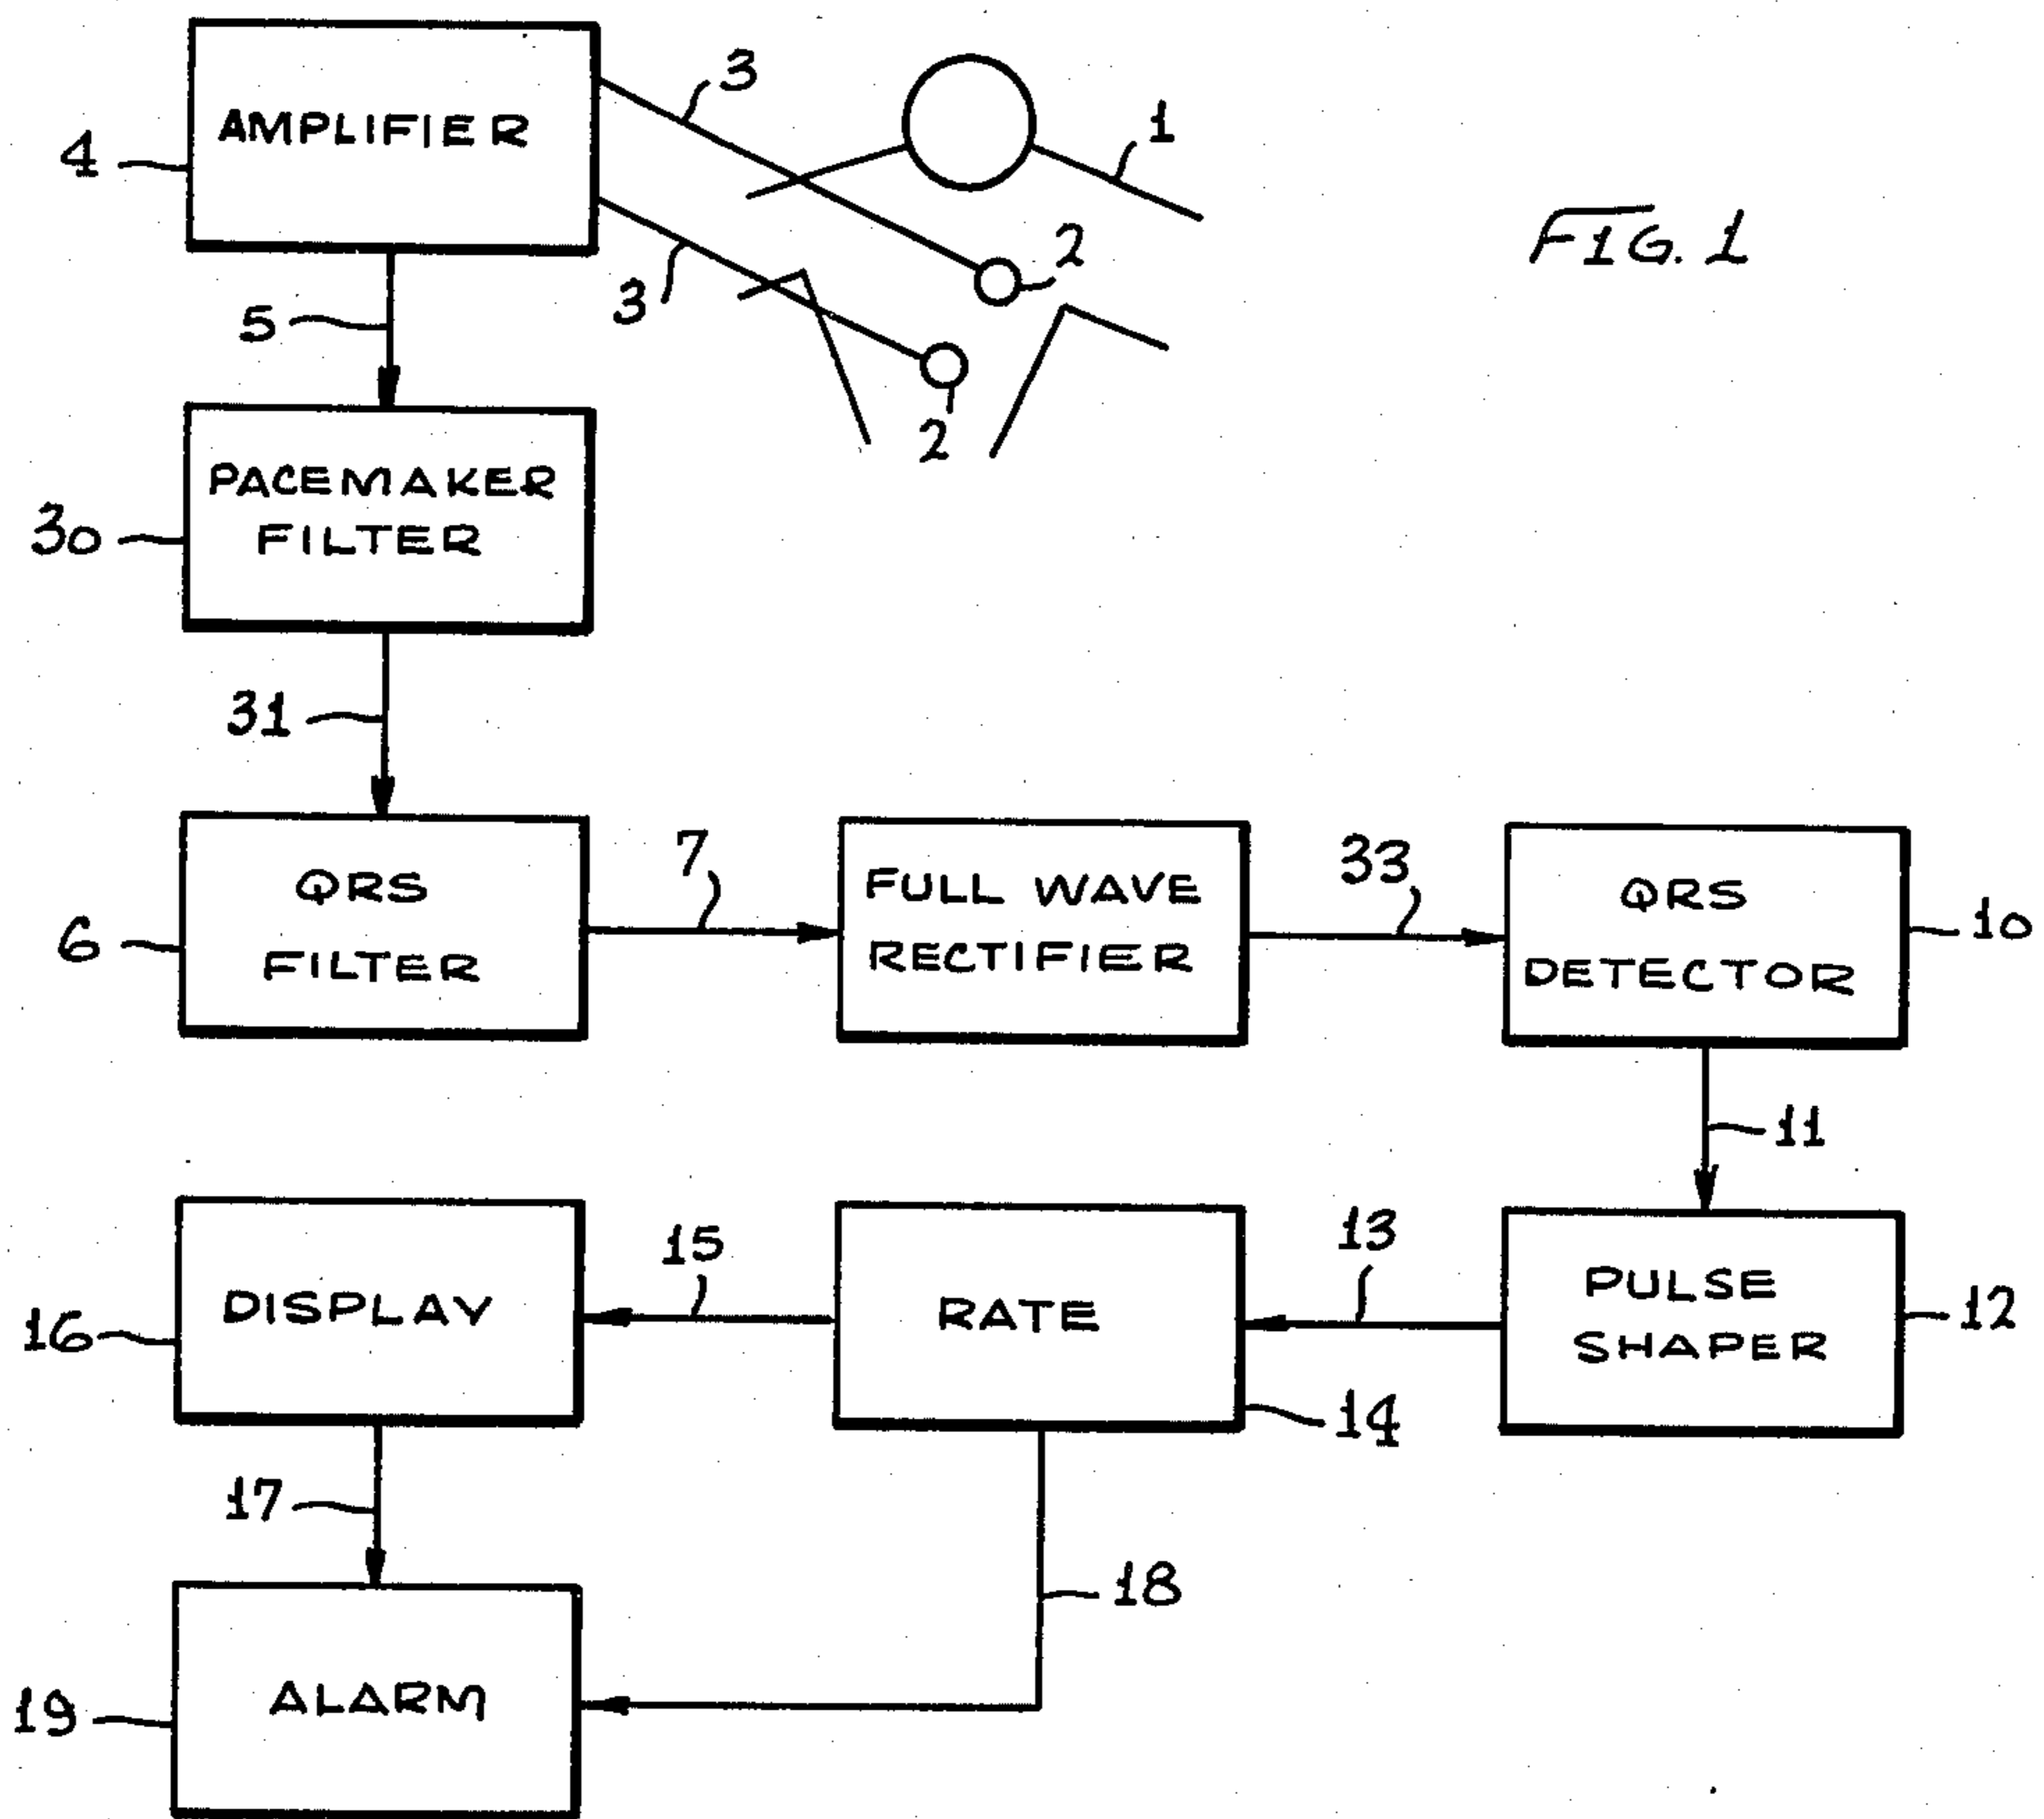 AMPLIFIER
3
1
4
FIG. 1
2
3
5
2
PACEMAKER
FILTER
30
31
QRS
FILTER
6
7
FULL WAVE
RECTIFIER
33
QRS
DETECTOR
10
11
DISPLAY
16
15
RATE
14
13
PULSE
SHAPER
12
17
18
ALARM
19